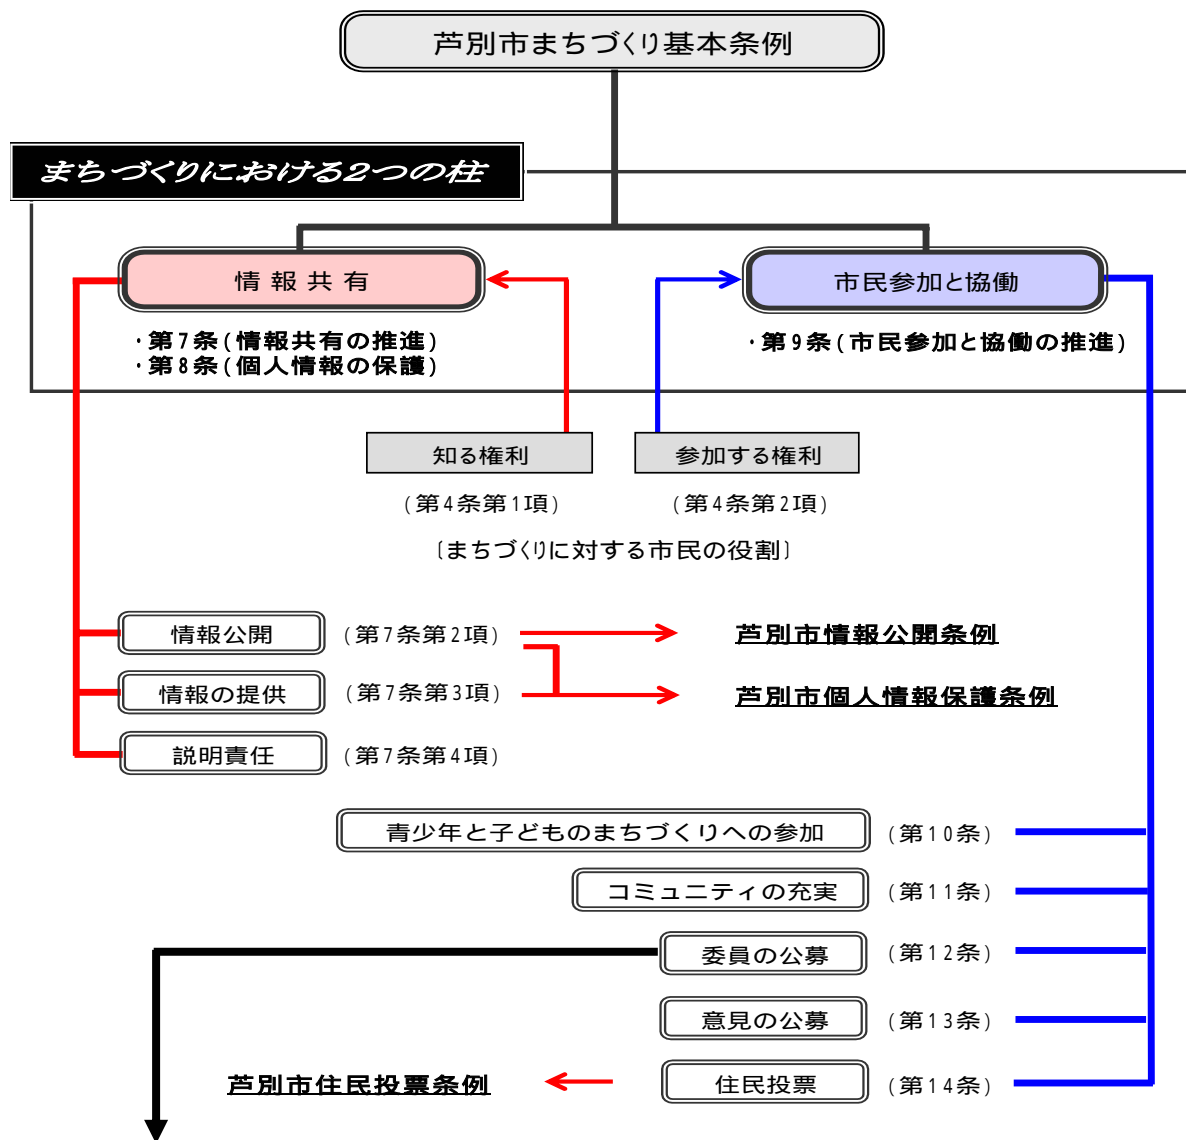 芦別市まちづくり基本条例
まちづくりにおける2つの柱
情報共有
市民参加と協働
・第7条(情報共有の推進)
・第8条(個人情報の保護)
・第9条(市民参加と協働の推進)
知る権利
参加する権利
(第4条第1項)
(第4条第2項)
〔まちづくりに対する市民の役割〕
情報公開 (第7条第2項) 芦別市情報公開条例
情報の提供 (第7条第3項) 芦別市個人情報保護条例
説明責任 (第7条第4項)
青少年と子どものまちづくりへの参加 (第10条)
コミュニティの充実 (第11条)
委員の公募 (第12条)
意見の公募 (第13条)
芦別市住民投票条例 住民投票 (第14条)